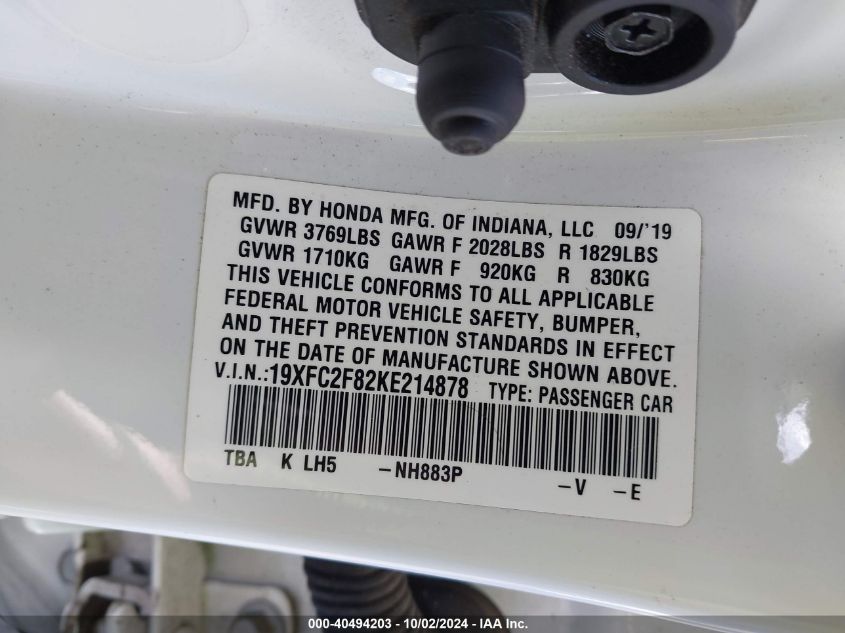 MFD. BY HONDA MFG. OF INDIANA, LLC 09/'19
GVWR 3769LBS GAWR F 2028LBS R 1829LBS
GVWR 1710KG GAWR F 920KG R 830KG
THIS VEHICLE CONFORMS TO ALL APPLICABLE
FEDERAL MOTOR VEHICLE SAFETY, BUMPER,
AND THEFT PREVENTION STANDARDS IN EFFECT
ON THE DATE OF MANUFACTURE SHOWN ABOVE.
V.I.N.:19XFC2F82KE214878 TYPE: PASSENGER CAR
TBA K LH5 -NH883P -V -E
000-40494203 - 10/02/2024 - IAA Inc.